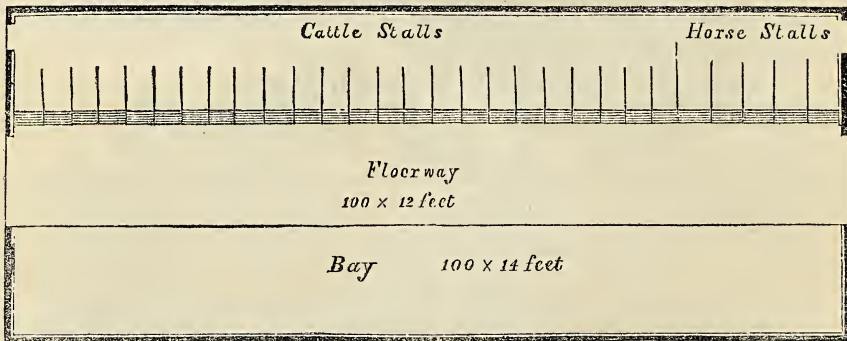 Cattle Stalls Horse Stalls
Floorway
100 x 12 feet
Bay 100 x 14 feet